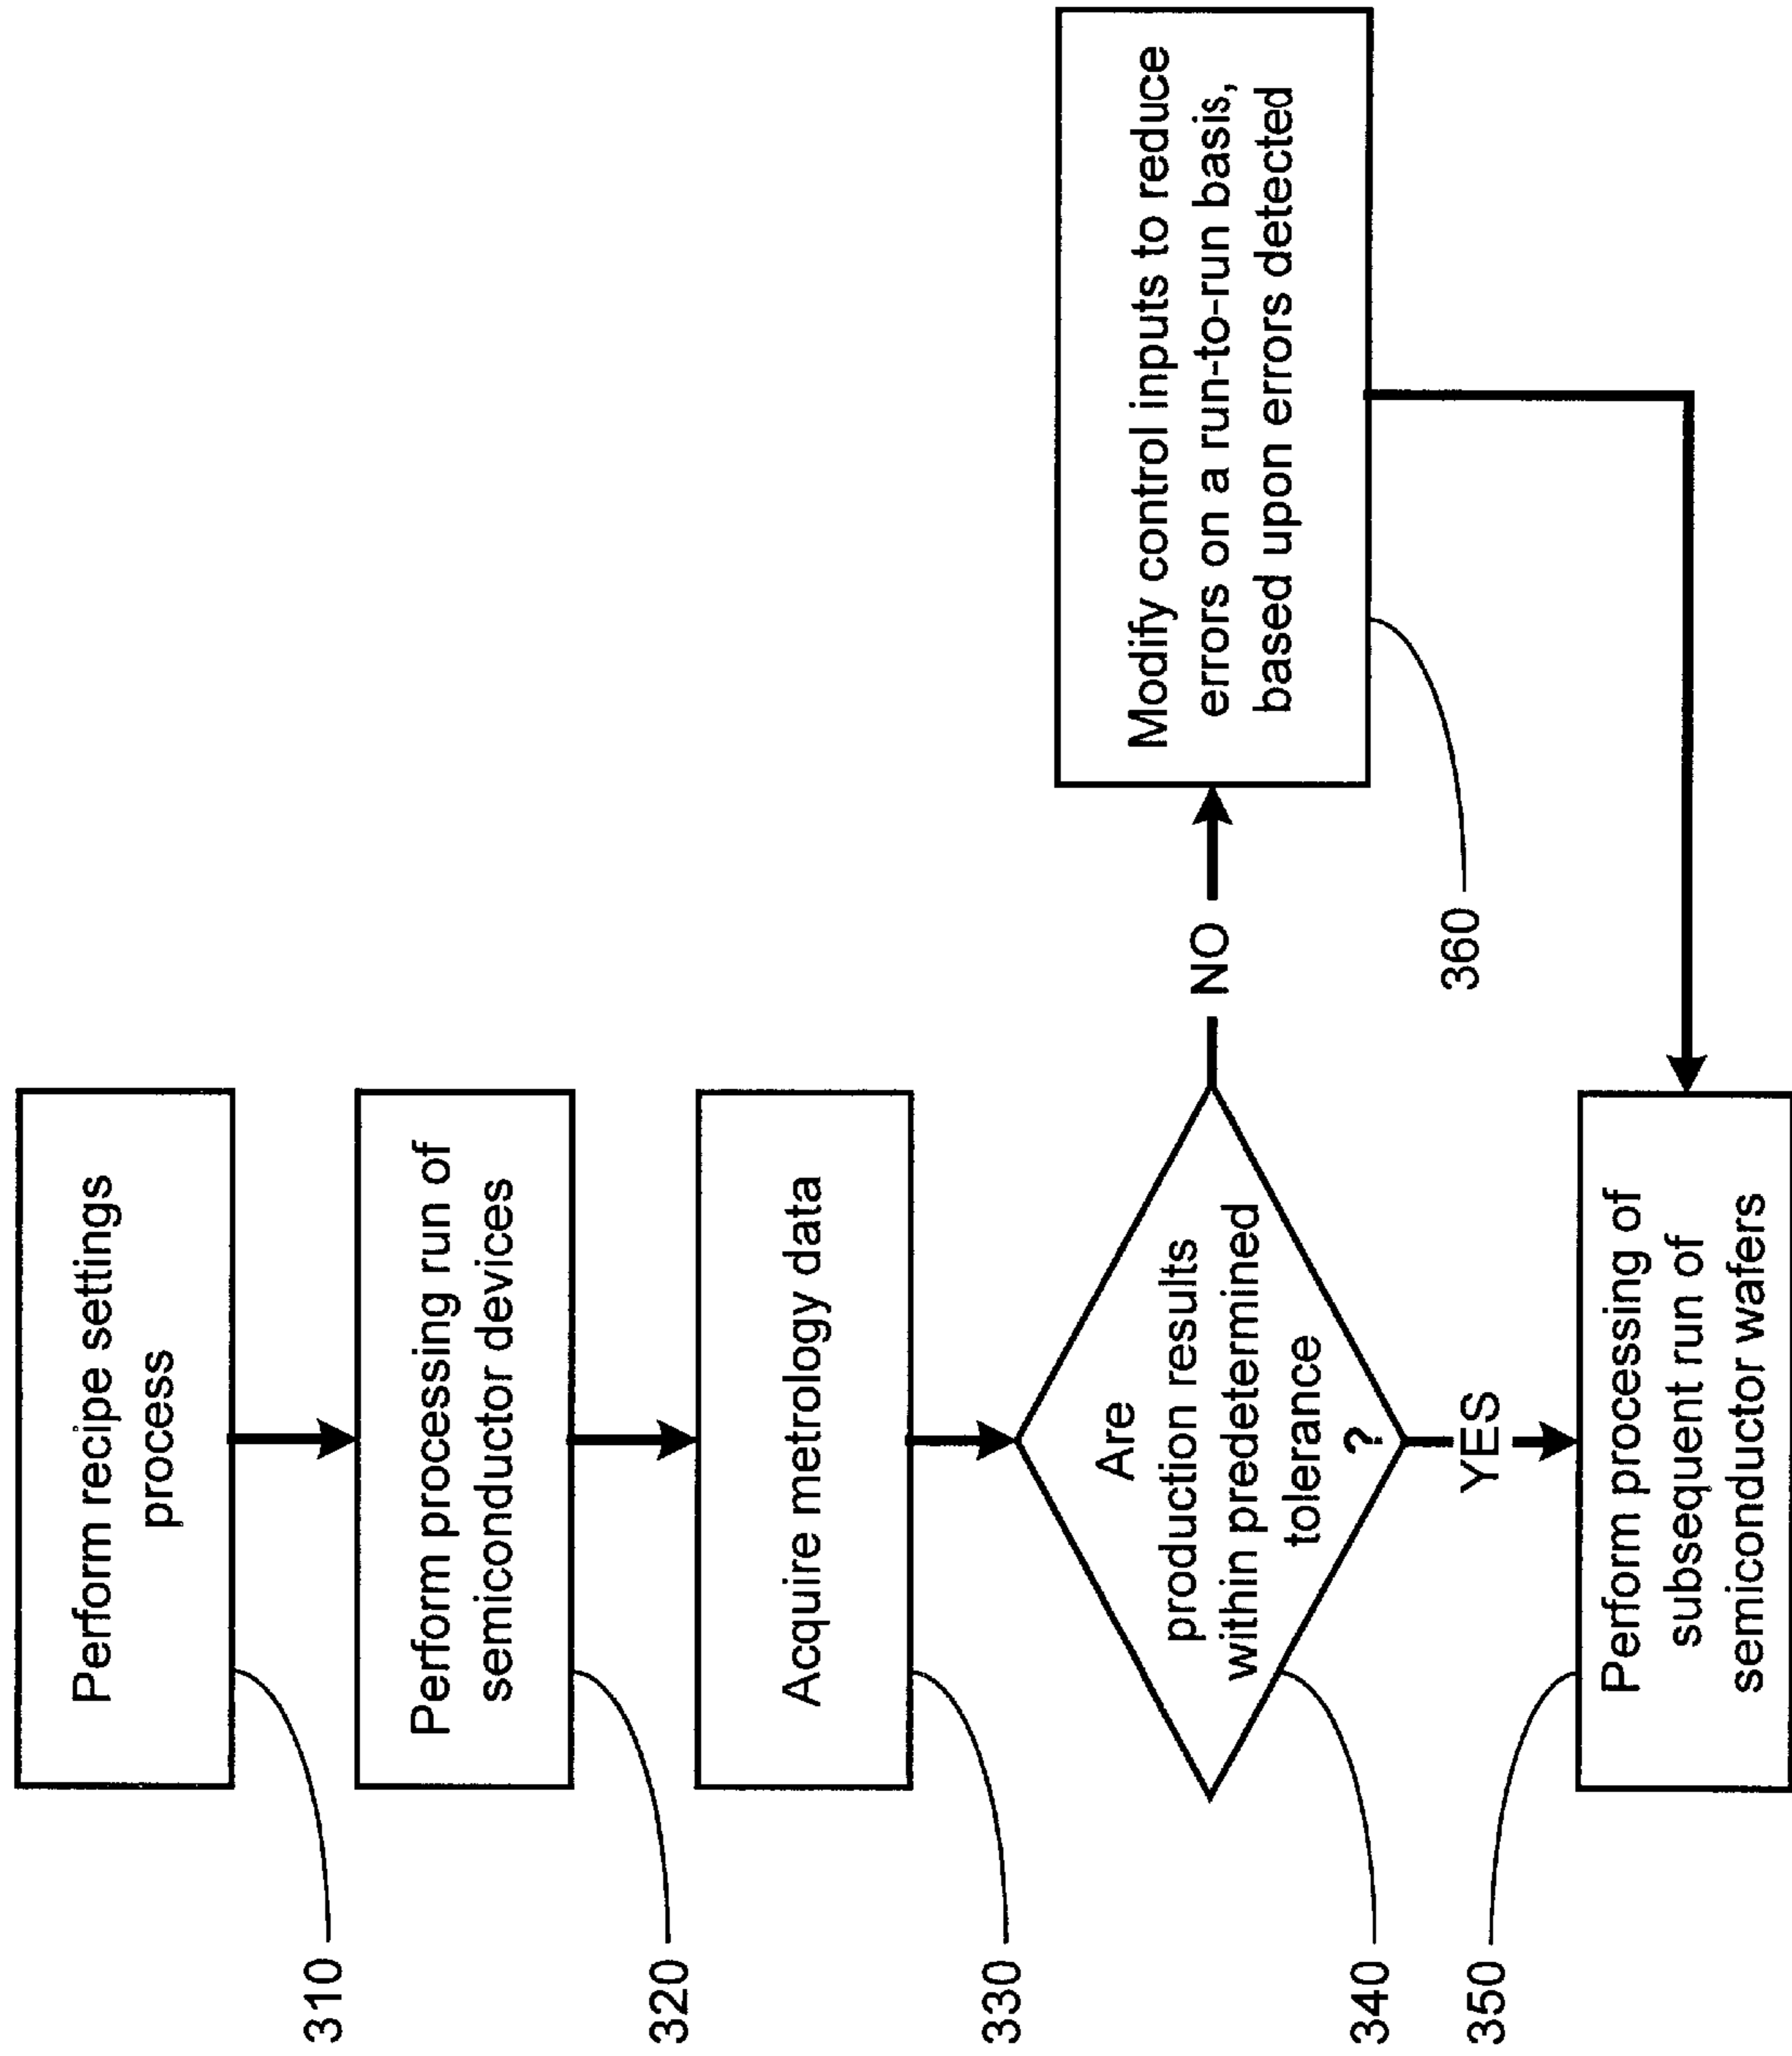 Perform recipe settings
process
310
Perform processing run of
semiconductor devices
320
Acquire metrology data
330
Are
production results
within predetermined
tolerance
?
340
NO
Modify control inputs to reduce
errors on a run-to-run basis,
based upon errors detected
360
YES
Perform processing of
subsequent run of
semiconductor wafers
350